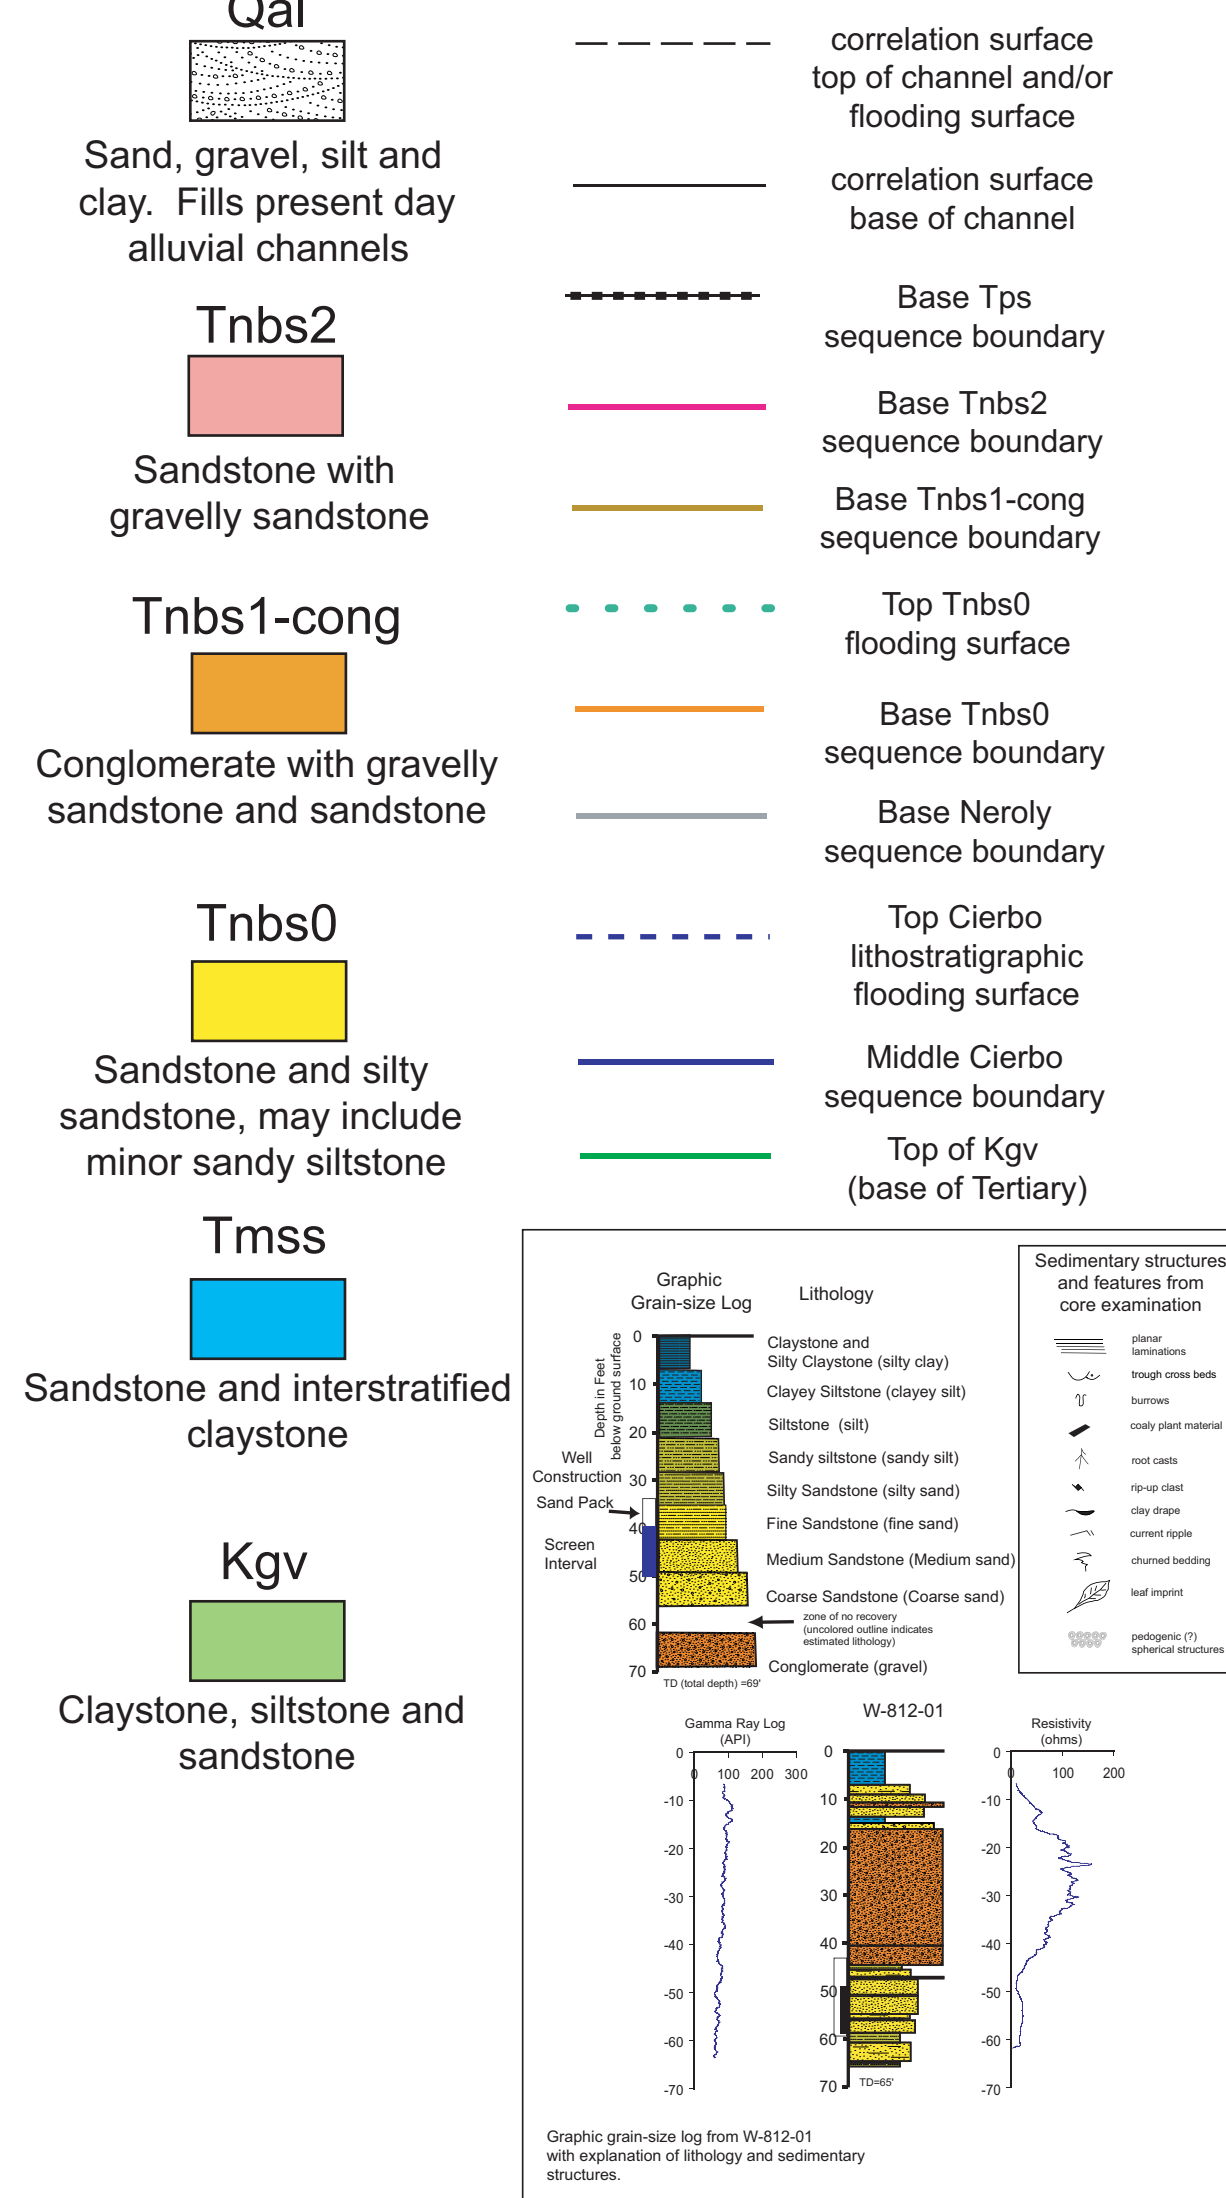 Qal
Sand, gravel, silt and
clay.  Fills present day
alluvial channels
Tnbs2
Sandstone with
gravelly sandstone
Tnbs1-cong
Conglomerate with gravelly
sandstone and sandstone
Tnbs0
Sandstone and silty
sandstone, may include
minor sandy siltstone
Tmss
Sandstone and interstratified
claystone
Kgv
Claystone, siltstone and
sandstone
correlation surface
top of channel and/or
flooding surface
correlation surface
base of channel
Base Tps
sequence boundary
Base Tnbs2
sequence boundary
Base Tnbs1-cong
sequence boundary
Top Tnbs0
flooding surface
Base Tnbs0
sequence boundary
Base Neroly
sequence boundary
Top Cierbo
lithostratigraphic
flooding surface
Middle Cierbo
sequence boundary
Top of Kgv
(base of Tertiary)
Graphic
Grain-size Log
Lithology
Depth in Feet
below ground surface
0
10
20
30
40
50
60
70
Well
Construction
Sand Pack
Screen
Interval
Claystone and
Silty Claystone (silty clay)
Clayey Siltstone (clayey silt)
Siltstone  (silt)
Sandy siltstone (sandy silt)
Silty Sandstone (silty sand)
Fine Sandstone (fine sand)
Medium Sandstone (Medium sand)
Coarse Sandstone (Coarse sand)
zone of no recovery
(uncolored outline indicates
estimated lithology)
Conglomerate (gravel)
TD (total depth) =69'
Sedimentary structures
and features from
core examination
planar
laminations
trough cross beds
burrows
coaly plant material
root casts
rip-up clast
clay drape
current ripple
churned bedding
leaf imprint
pedogenic (?)
spherical structures
W-812-01
Gamma Ray Log
(API)
0
0 100 200 300
-10
-20
-30
-40
-50
-60
-70
0
10
20
30
40
50
60
70
TD=65'
Resistivity
(ohms)
0
0 100 200
-10
-20
-30
-40
-50
-60
-70
Graphic grain-size log from W-812-01
with explanation of lithology and sedimentary
structures.